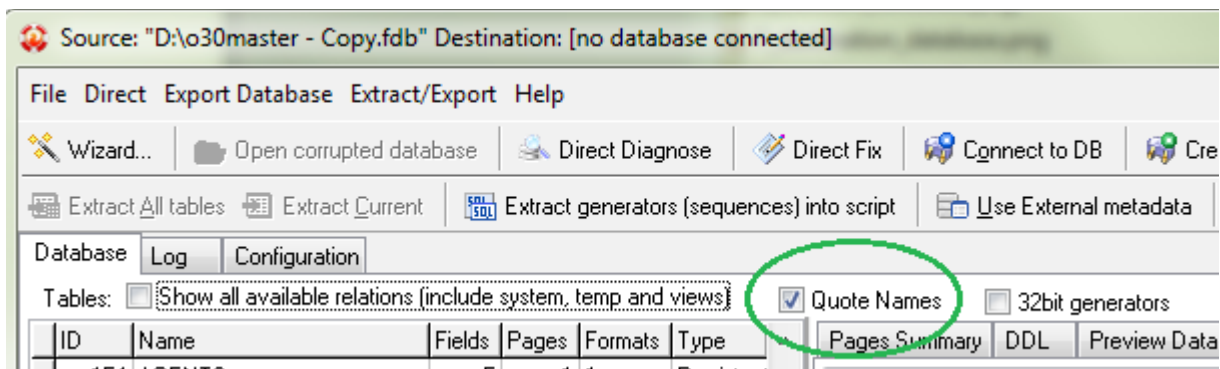 Source: "D:\o30master - Copy.fdb" Destination: [no database connected]
File Direct Export Database Extract/Export Help
Wizard... Open corrupted database Direct Diagnose Direct Fix Connect to DB Cre
Extract All tables Extract Current Extract generators (sequences) into script Use External metadata
Database Log Configuration
Tables: Show all available relations (include system, temp and views) Quote Names 32bit generators
ID Name Fields Pages Formats Type Pages Summary DDL Preview Data